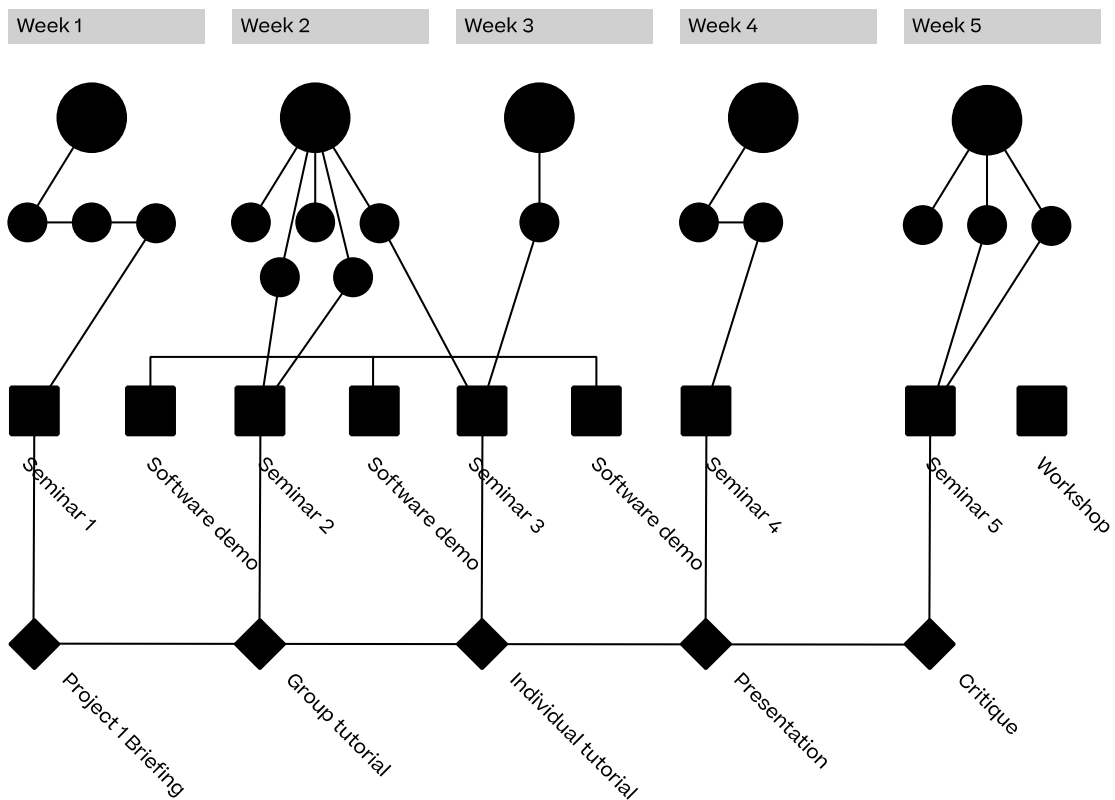 Week 1
Week 2
Week 3
Week 4
Week 5
Seminar 1
Software demo
Seminar 2
Software demo
Seminar 3
Software demo
Seminar 4
Seminar 5
Workshop
Project 1 Briefing
Group tutorial
Individual tutorial
Presentation
Critique